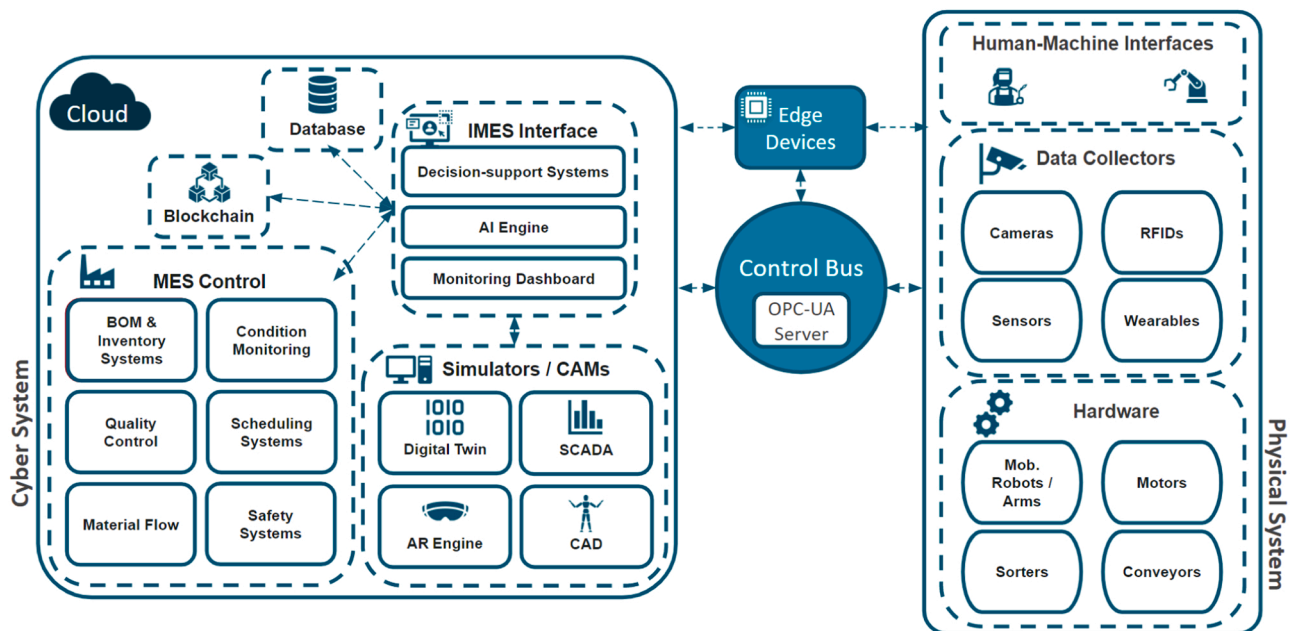 Cloud
Database
Blockchain
IMES Interface
Decision-support Systems
AI Engine
Monitoring Dashboard
MES Control
BOM &
Inventory
Systems
Condition
Monitoring
Quality
Control
Scheduling
Systems
Material Flow
Safety
Systems
Simulators / CAMs
IOIO
IOIO
Digital Twin
SCADA
AR Engine
CAD
Cyber System
Edge
Devices
Control Bus
OPC-UA
Server
Human-Machine Interfaces
Data Collectors
Cameras
RFIDs
Sensors
Wearables
Hardware
Mob.
Robots /
Arms
Motors
Sorters
Conveyors
Physical System